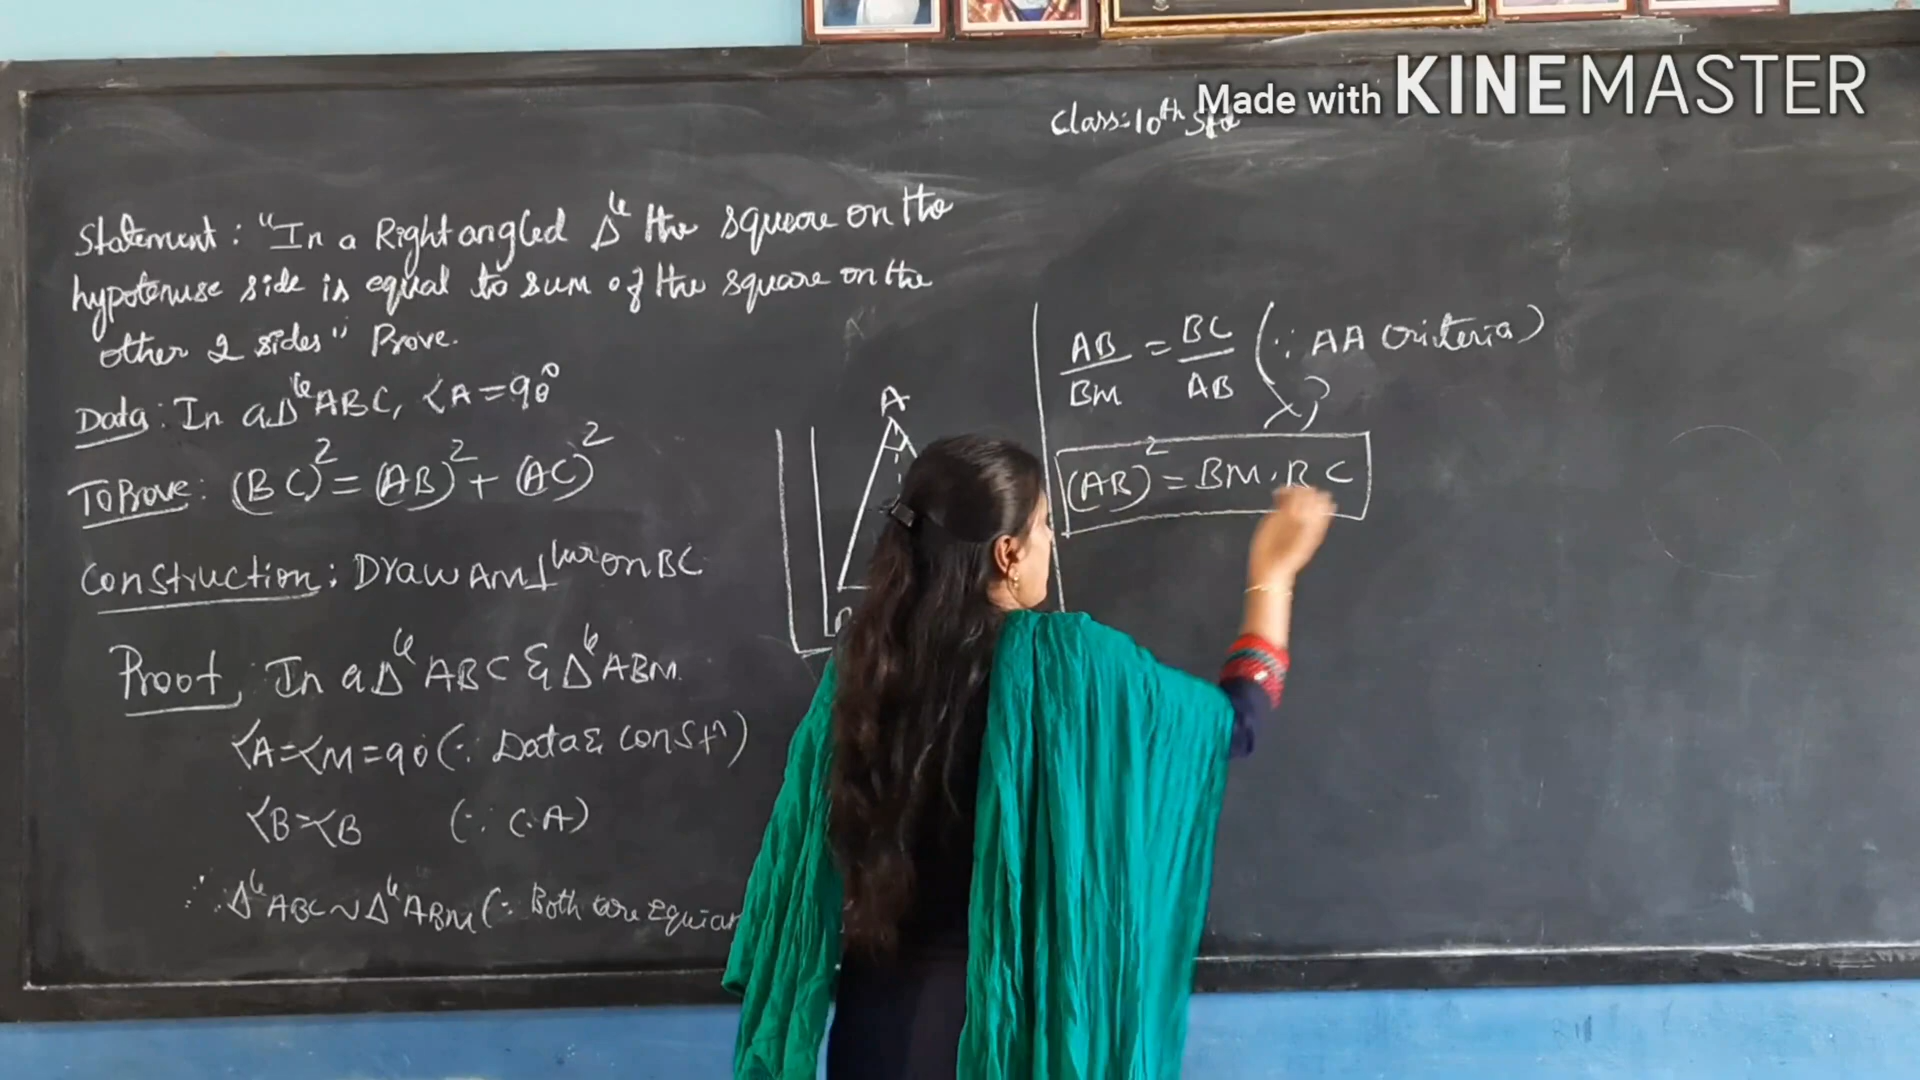 Made with KINEMASTER
Class:- 10th Std
Statement : "In a Right angled Δle the square on the
hypotenuse side is equal to sum of the square on the
other 2 sides" Prove.
Data : In a Δle ABC, ∠A = 90°
To Prove : (BC)² = (AB)² + (AC)²
Construction : Draw AM ⊥lur on BC
Proof, In a Δle ABC & Δle ABM.
∠A = ∠M = 90 (∵ Data & constn)
∠B = ∠B (∵ C.A)
∴ Δle ABC ~ Δle ABM (∵ Both are Equian
A
AB/BM = BC/AB (∵ AA Criteria)
(AB)² = BM . BC